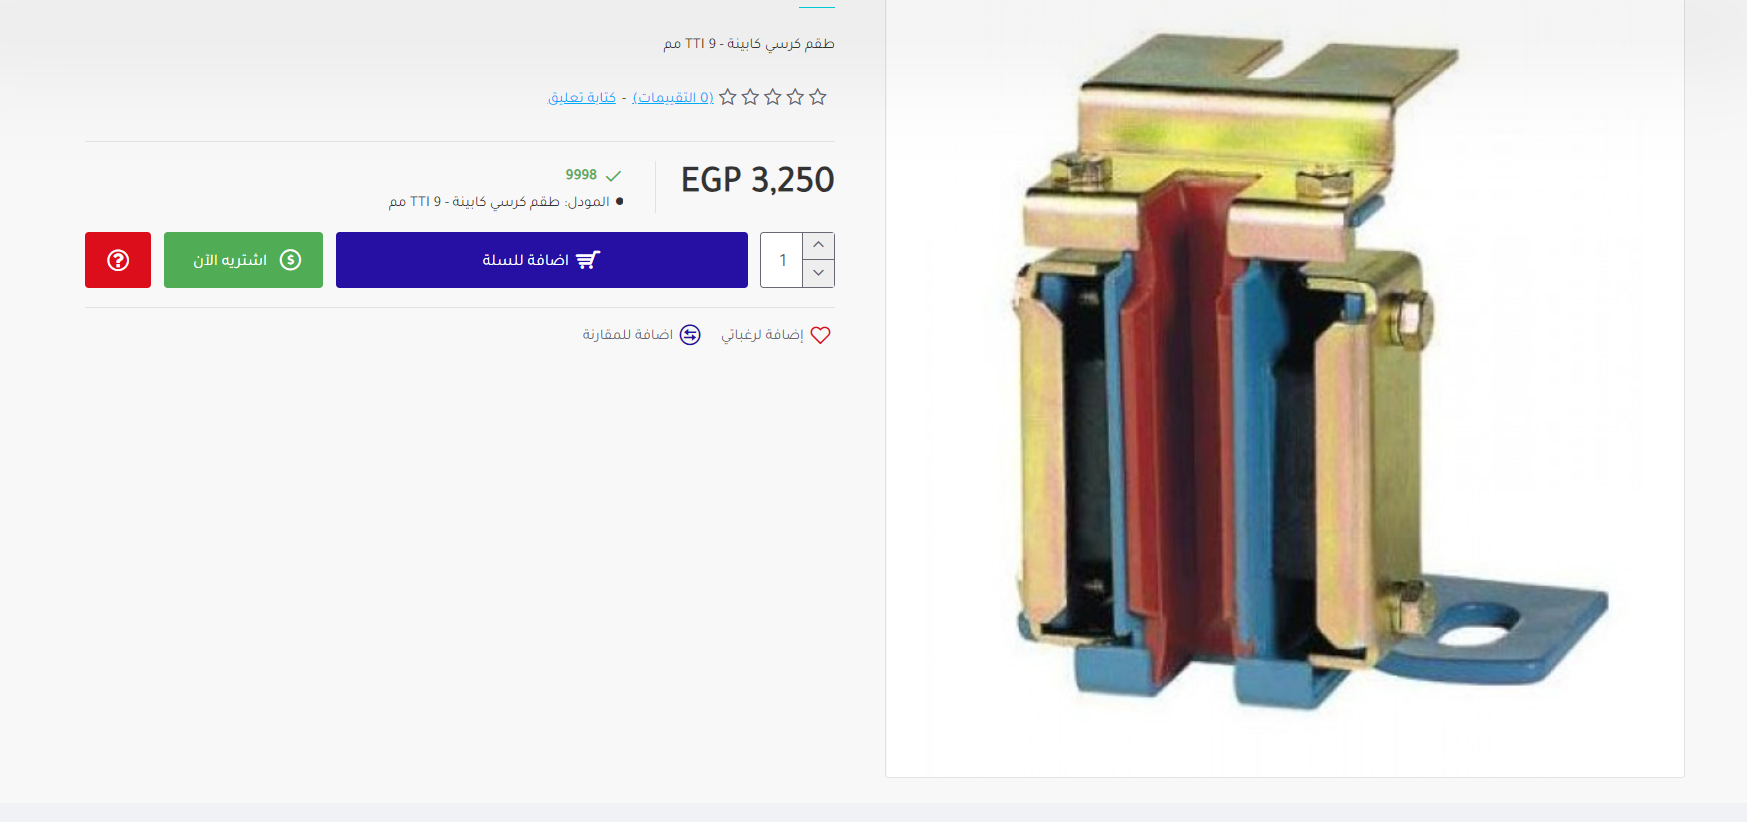 طقم كرسي كابينة - TTI 9 مم
(0 التقييمات) - كتابة تعليق
EGP 3,250
9998
المودل: طقم كرسي كابينة - TTI 9 مم
1
اضافة للسلة
اشتريه الآن
إضافة لرغباتي
اضافة للمقارنة